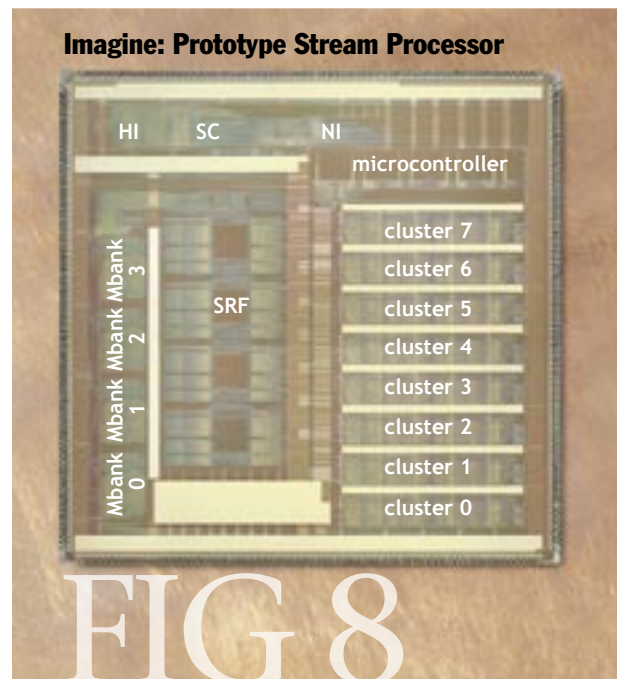 Imagine: Prototype Stream Processor
HI SC NI
microcontroller
cluster 7
cluster 6
cluster 5
cluster 4
cluster 3
cluster 2
cluster 1
cluster 0
SRF
Mbank 3
Mbank 2
Mbank 1
Mbank 0
FIG 8